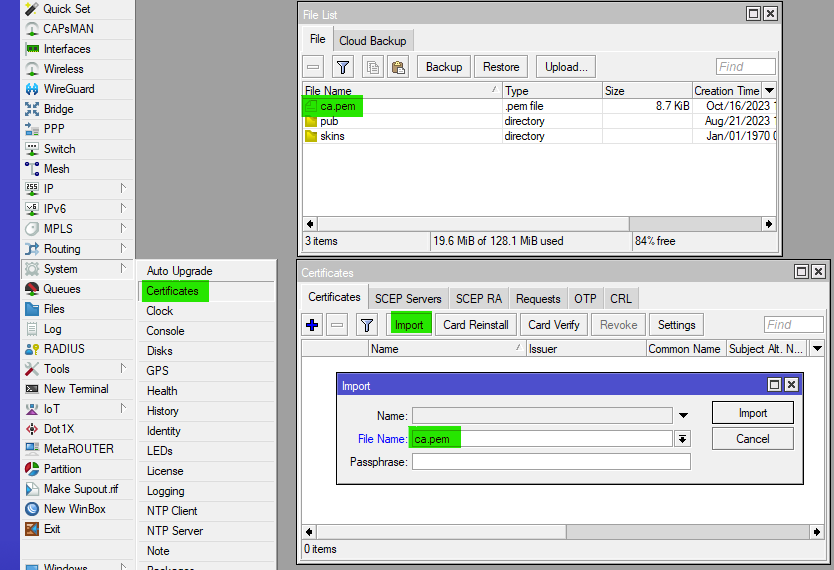 Quick Set
CAPsMAN
Interfaces
Wireless
WireGuard
Bridge
PPP
Switch
Mesh
IP
IPv6
MPLS
Routing
System
Queues
Files
Log
RADIUS
Tools
New Terminal
IoT
Dot1X
MetaROUTER
Partition
Make Supout.rif
New WinBox
Exit
Windows
Auto Upgrade
Certificates
Clock
Console
Disks
GPS
Health
History
Identity
LEDs
License
Logging
NTP Client
NTP Server
Note
Packages
File List
File Cloud Backup
Backup Restore Upload... Find
File Name Type Size Creation Time
ca.pem .pem file 8.7 KiB Oct/16/2023
pub directory Aug/21/2023
skins directory Jan/01/1970
3 items 19.6 MiB of 128.1 MiB used 84% free
Certificates
Certificates SCEP Servers SCEP RA Requests OTP CRL
Import Card Reinstall Card Verify Revoke Settings Find
Name Issuer Common Name Subject Alt. N...
Import
Name: Import
File Name: ca.pem Cancel
Passphrase:
0 items